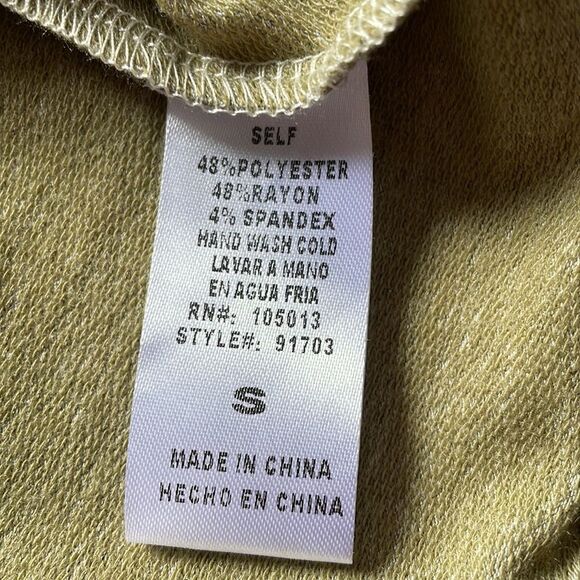 SELF
48%POLYESTER
48%RAYON
4% SPANDEX
HAND WASH COLD
LAVAR A MANO
EN AGUA FRIA
RN#: 105013
STYLE#: 91703
S
MADE IN CHINA
HECHO EN CHINA